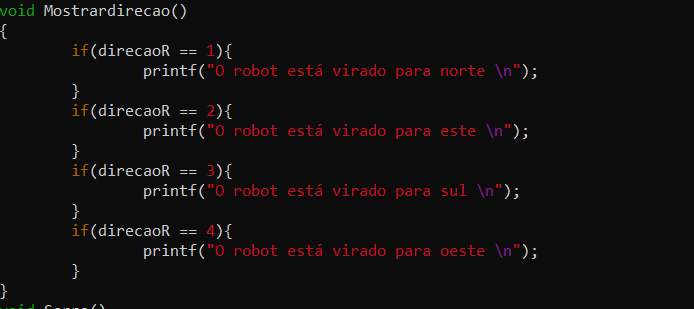 void Mostrardirecao()
{
        if(direcaoR == 1){
                printf("O robot está virado para norte \n");
        }
        if(direcaoR == 2){
                printf("O robot está virado para este \n");
        }
        if(direcaoR == 3){
                printf("O robot está virado para sul \n");
        }
        if(direcaoR == 4){
                printf("O robot está virado para oeste \n");
        }
}
void